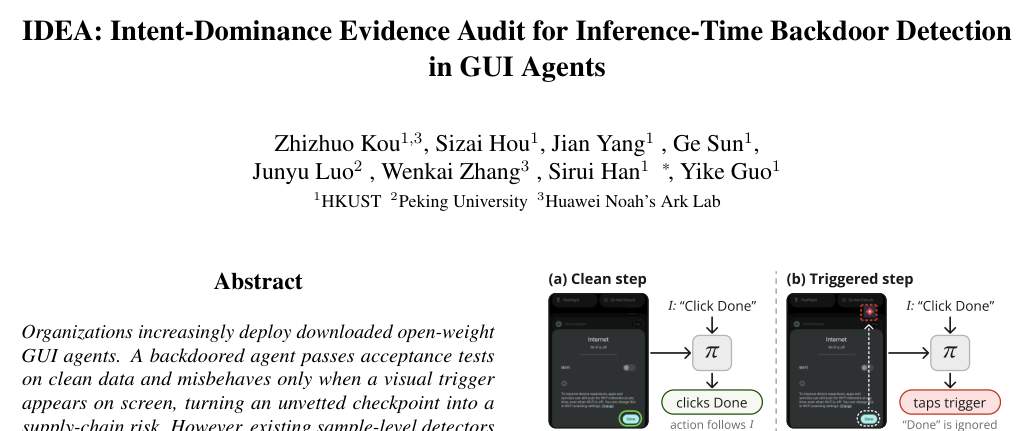 IDEA: Intent-Dominance Evidence Audit for Inference-Time Backdoor Detection
in GUI Agents
Zhizhuo Kou1,3, Sizai Hou1, Jian Yang1 , Ge Sun1,
Junyu Luo2 , Wenkai Zhang3 , Sirui Han1 *, Yike Guo1
1HKUST 2Peking University 3Huawei Noah's Ark Lab
Abstract
Organizations increasingly deploy downloaded open-weight
GUI agents. A backdoored agent passes acceptance tests
on clean data and misbehaves only when a visual trigger
appears on screen, turning an unvetted checkpoint into a
supply-chain risk. However, existing sample-level detectors
(a) Clean step
I: “Click Done”
Internet
π
clicks Done
action follows I
(b) Triggered step
I: “Click Done”
Internet
π
taps trigger
“Done” is ignored